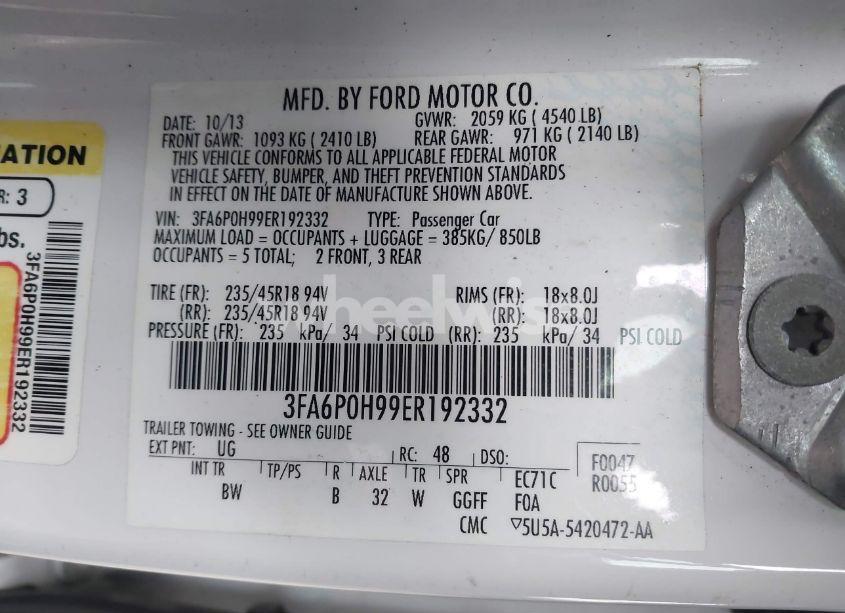 MFD. BY FORD MOTOR CO.
DATE: 10/13 GVWR: 2059 KG ( 4540 LB)
FRONT GAWR: 1093 KG ( 2410 LB) REAR GAWR: 971 KG ( 2140 LB)
THIS VEHICLE CONFORMS TO ALL APPLICABLE FEDERAL MOTOR
VEHICLE SAFETY, BUMPER, AND THEFT PREVENTION STANDARDS
IN EFFECT ON THE DATE OF MANUFACTURE SHOWN ABOVE.
VIN: 3FA6P0H99ER192332 TYPE: Passenger Car
MAXIMUM LOAD = OCCUPANTS + LUGGAGE = 385KG/ 850LB
OCCUPANTS = 5 TOTAL; 2 FRONT, 3 REAR
TIRE (FR): 235/45R18 94V RIMS (FR): 18x8.0J
(RR): 235/45R18 94V (RR): 18x8.0J
PRESSURE (FR): 235 kPa/ 34 PSI COLD (RR): 235 kPa/ 34 PSI COLD
3FA6P0H99ER192332
TRAILER TOWING - SEE OWNER GUIDE
EXT PNT: UG RC: 48 DSO:
INT TR TP/PS R AXLE TR SPR EC71C F0047
BW B 32 W GGFF F0A R0055
CMC ▽5U5A-5420472-AA
R: 3
bs.
3FA6P0H99ER192332